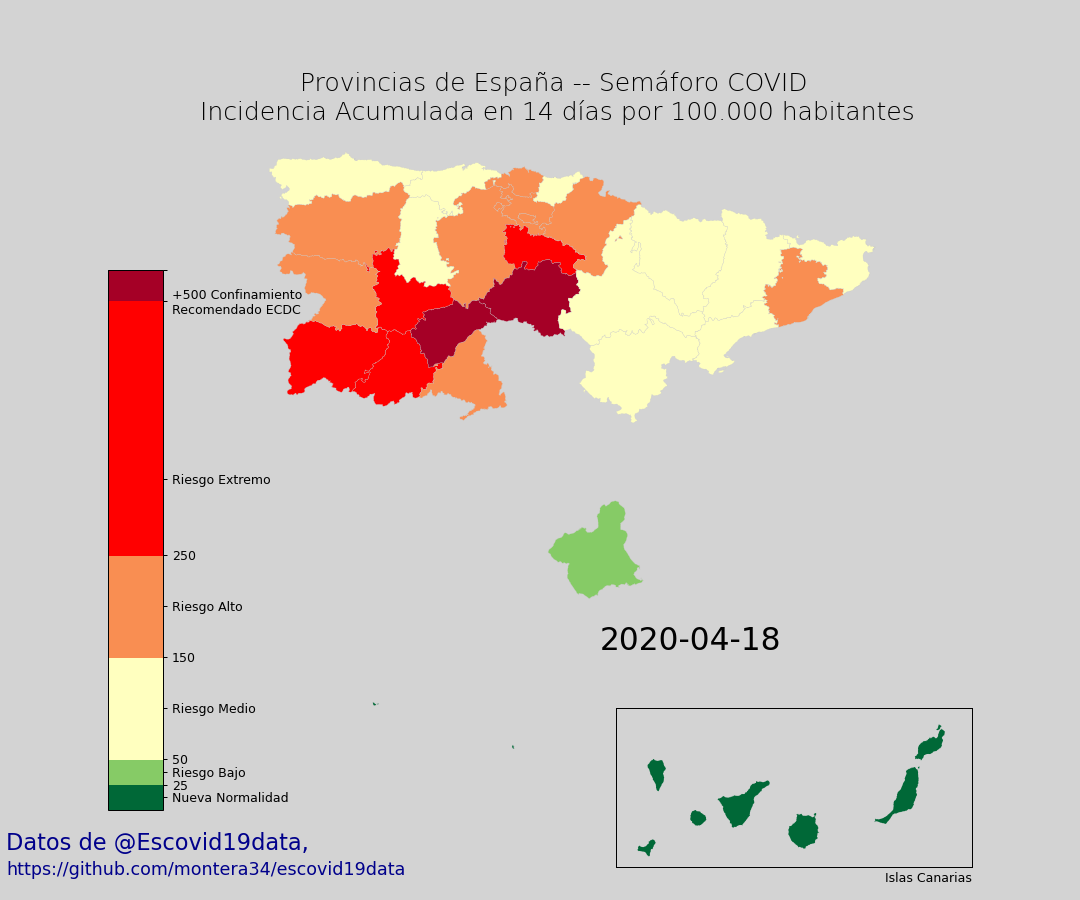 Provincias de España -- Semáforo COVID
Incidencia Acumulada en 14 días por 100.000 habitantes
+500 Confinamiento
Recomendado ECDC
Riesgo Extremo
250
Riesgo Alto
150
Riesgo Medio
50
Riesgo Bajo
25
Nueva Normalidad
2020-04-18
Islas Canarias
Datos de @Escovid19data,
https://github.com/montera34/escovid19data